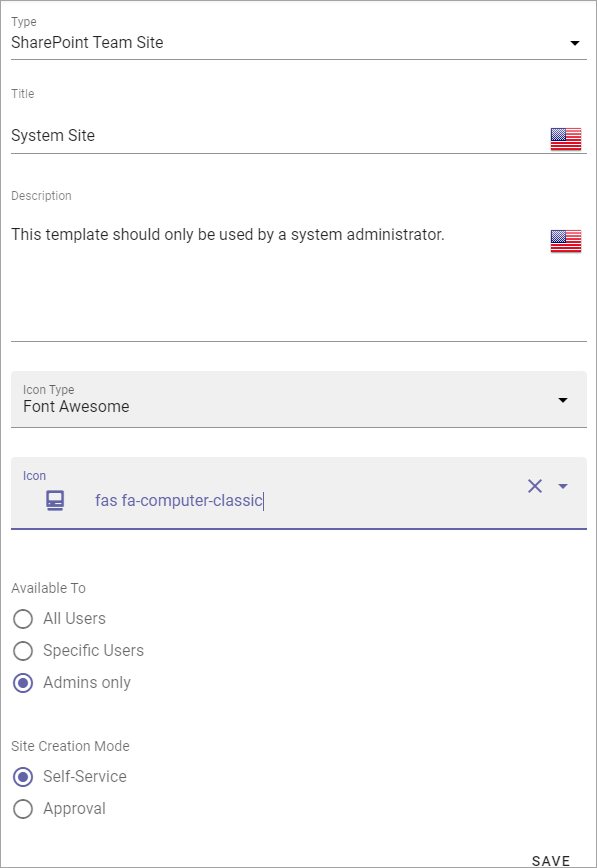 Type
SharePoint Team Site
Title
System Site
Description
This template should only be used by a system administrator.
Icon Type
Font Awesome
Icon
fas fa-computer-classic
Available To
All Users
Specific Users
Admins only
Site Creation Mode
Self-Service
Approval
SAVE